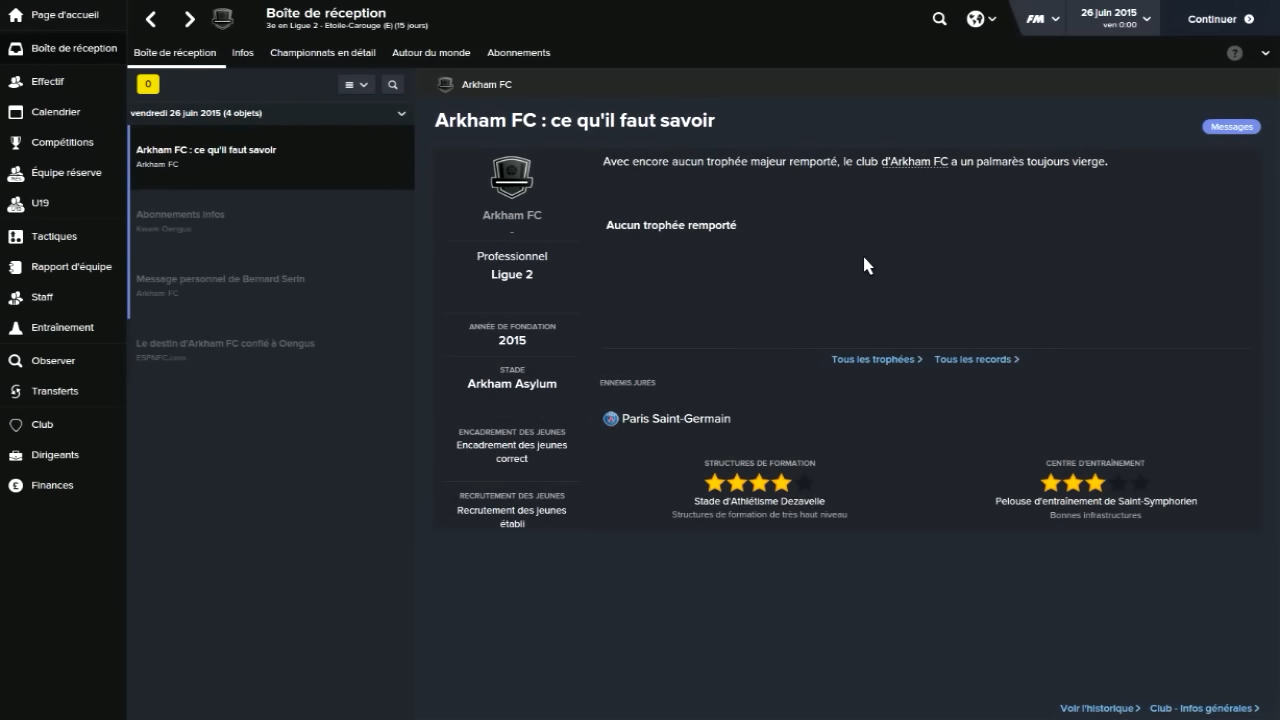 Page d'accueil
Boîte de réception
Effectif
Calendrier
Compétitions
Équipe réserve
U19
Tactiques
Rapport d'équipe
Staff
Entraînement
Observer
Transferts
Club
Dirigeants
Finances
Boîte de réception
3e en Ligue 2 - Etoile-Carouge (E) (15 jours)
FM
26 juin 2015
ven 0:00
Continuer
Boîte de réception
Infos
Championnats en détail
Autour du monde
Abonnements
?
0
vendredi 26 juin 2015 (4 objets)
Arkham FC : ce qu'il faut savoir
Arkham FC
Abonnements infos
Kwam Oengus
Message personnel de Bernard Serin
Arkham FC
Le destin d'Arkham FC confié à Oengus
ESPNFC.com
Arkham FC
Arkham FC : ce qu'il faut savoir
Messages
Arkham FC
-
Professionnel
Ligue 2
ANNÉE DE FONDATION
2015
STADE
Arkham Asylum
ENCADREMENT DES JEUNES
Encadrement des jeunes
correct
RECRUTEMENT DES JEUNES
Recrutement des jeunes
établi
Avec encore aucun trophée majeur remporté, le club d'Arkham FC a un palmarès toujours vierge.
Aucun trophée remporté
Tous les trophées >
Tous les records >
ENNEMIS JURÉS
Paris Saint-Germain
STRUCTURES DE FORMATION
Stade d'Athlétisme Dezavelle
Structures de formation de très haut niveau
CENTRE D'ENTRAÎNEMENT
Pelouse d'entraînement de Saint-Symphorien
Bonnes infrastructures
Voir l'historique >
Club - Infos générales >